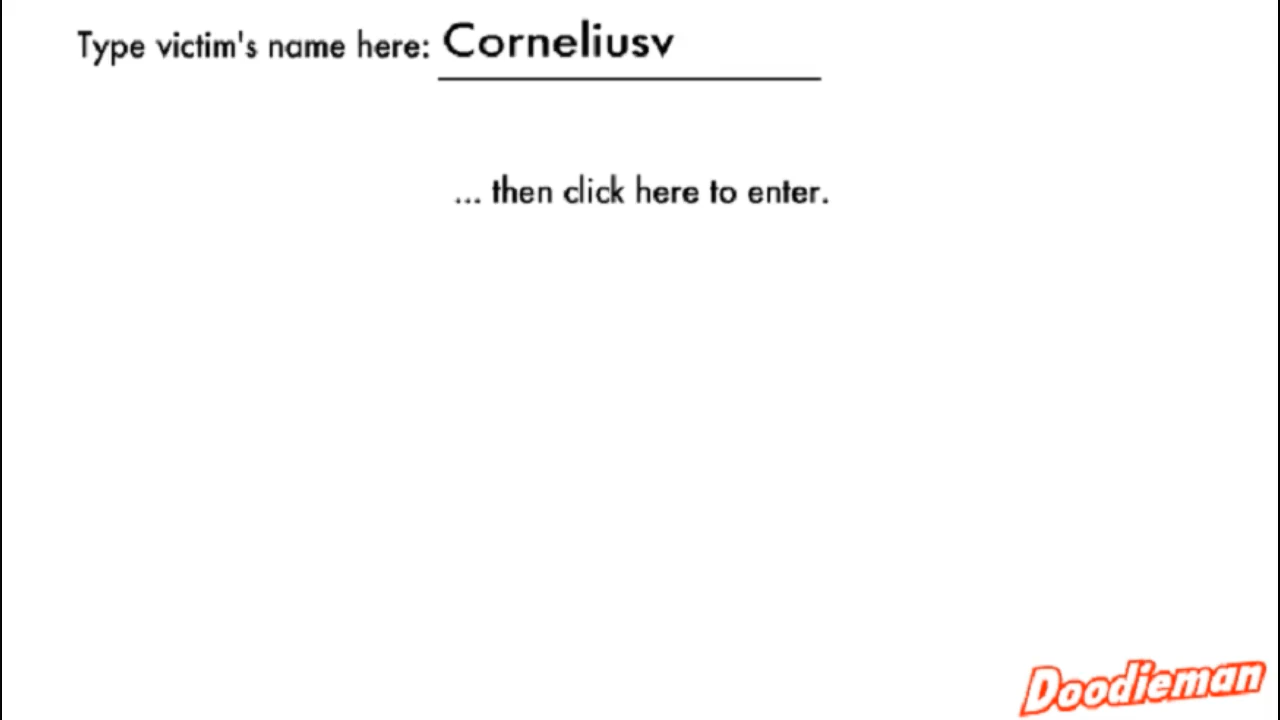 Type victim's name here: Corneliusv
... then click here to enter.
Doodieman